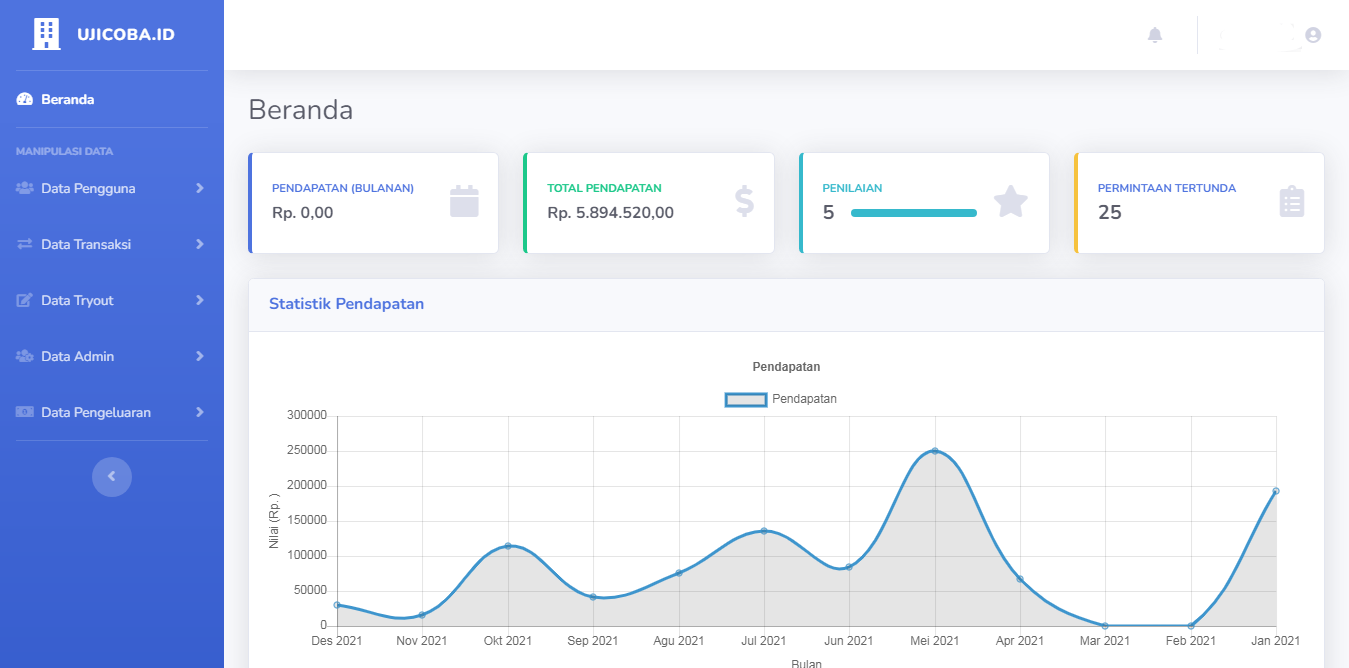 UJICOBA.ID
Beranda
MANIPULASI DATA
Data Pengguna
Data Transaksi
Data Tryout
Data Admin
Data Pengeluaran
Beranda
PENDAPATAN (BULANAN)
Rp. 0,00
TOTAL PENDAPATAN
Rp. 5.894.520,00
PENILAIAN
5
PERMINTAAN TERTUNDA
25
Statistik Pendapatan
Pendapatan
Pendapatan
300000
250000
200000
150000
100000
50000
0
Nilai (Rp. )
Des 2021 Nov 2021 Okt 2021 Sep 2021 Agu 2021 Jul 2021 Jun 2021 Mei 2021 Apr 2021 Mar 2021 Feb 2021 Jan 2021
Bulan